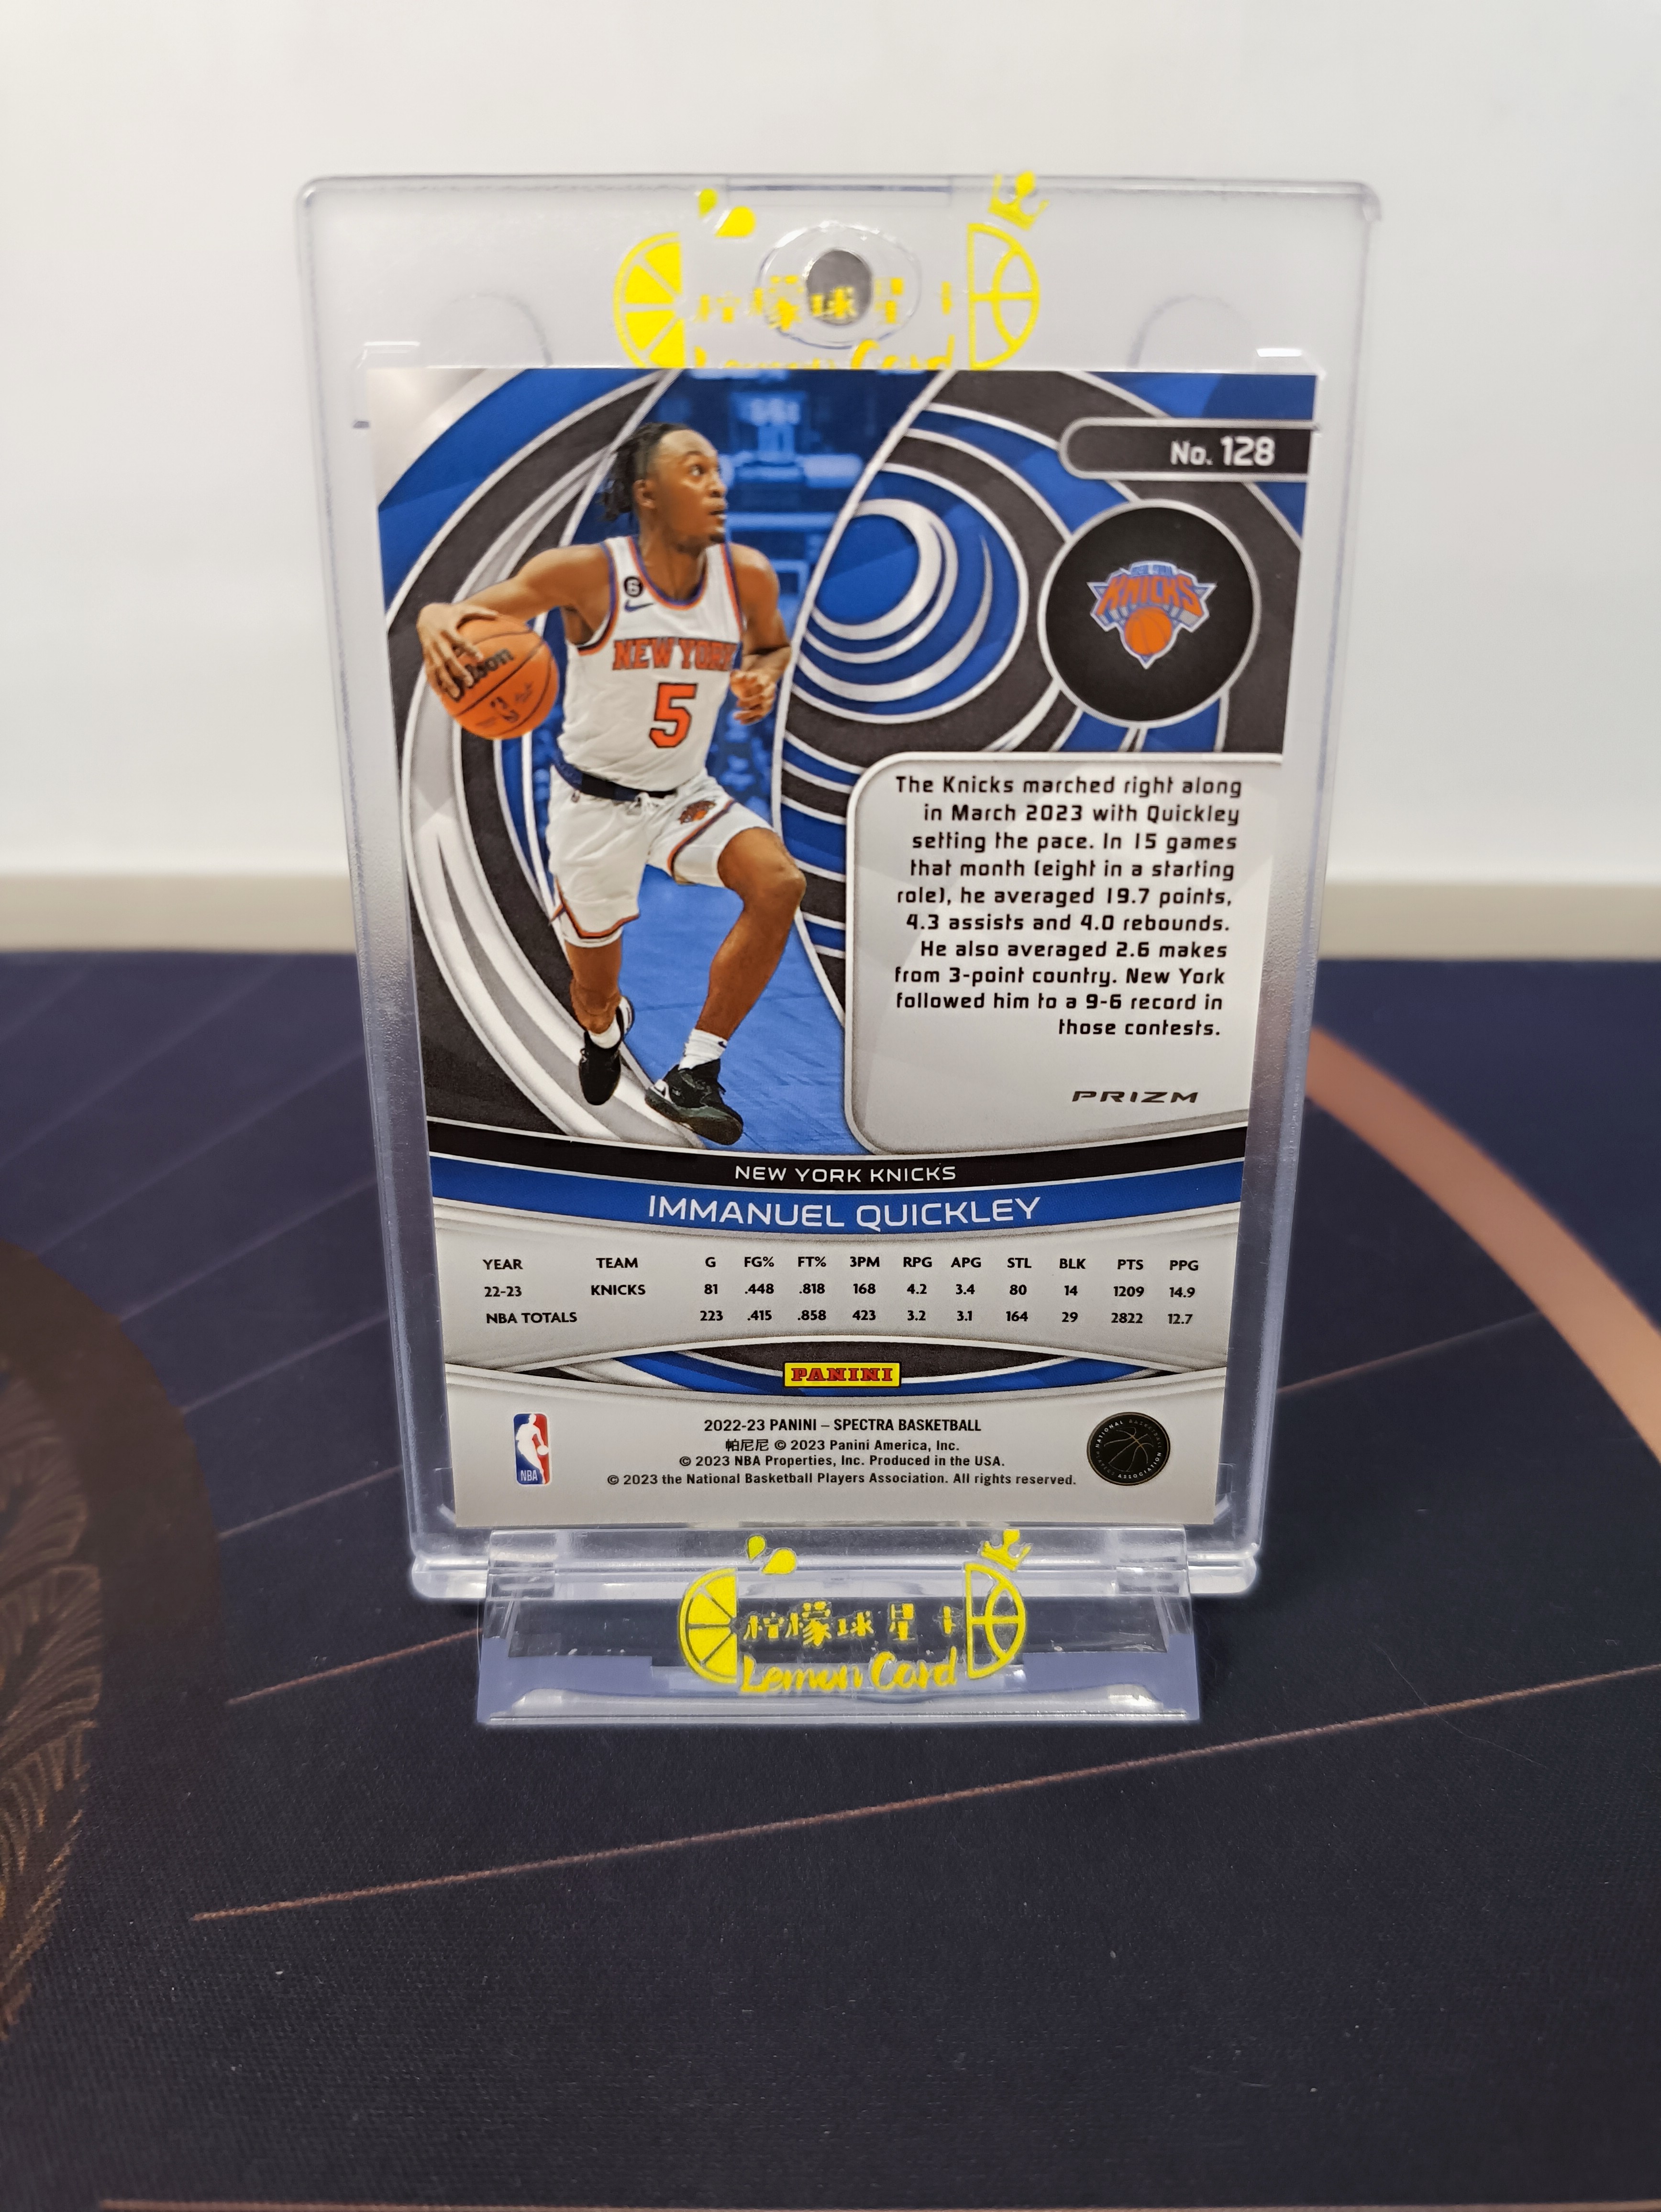 柠檬球星卡
Lemon Card
No. 128
KNICKS
6
Wilson
NEW YORK
5
The Knicks marched right along
in March 2023 with Quickley
setting the pace. In 15 games
that month (eight in a starting
role), he averaged 19.7 points,
4.3 assists and 4.0 rebounds.
He also averaged 2.6 makes
from 3-point country. New York
followed him to a 9-6 record in
those contests.
PRIZM
NEW YORK KNICKS
IMMANUEL QUICKLEY
YEAR TEAM G FG% FT% 3PM RPG APG STL BLK PTS PPG
22-23 KNICKS 81 .448 .818 168 4.2 3.4 80 14 1209 14.9
NBA TOTALS 223 .415 .858 423 3.2 3.1 164 29 2822 12.7
PANINI
2022-23 PANINI – SPECTRA BASKETBALL
帕尼尼 © 2023 Panini America, Inc.
© 2023 NBA Properties, Inc. Produced in the USA.
© 2023 the National Basketball Players Association. All rights reserved.
NBA
NATIONAL BASKETBALL
PLAYERS ASSOCIATION
柠檬球星卡
Lemon Card